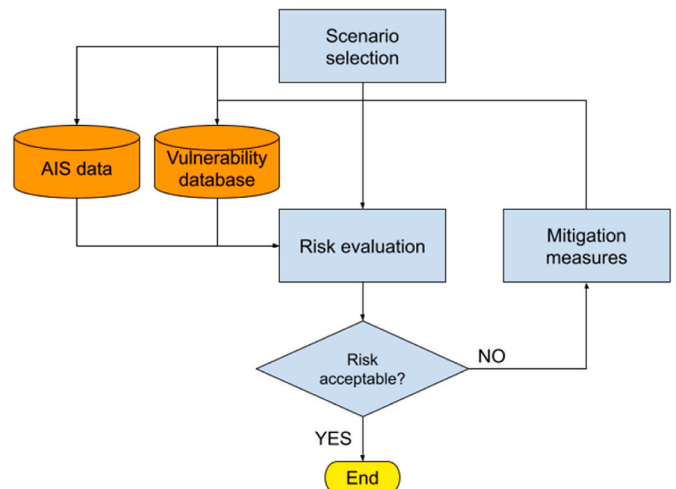 Scenario
selection
AIS data
Vulnerability
database
Risk evaluation
Mitigation
measures
Risk
acceptable?
NO
YES
End